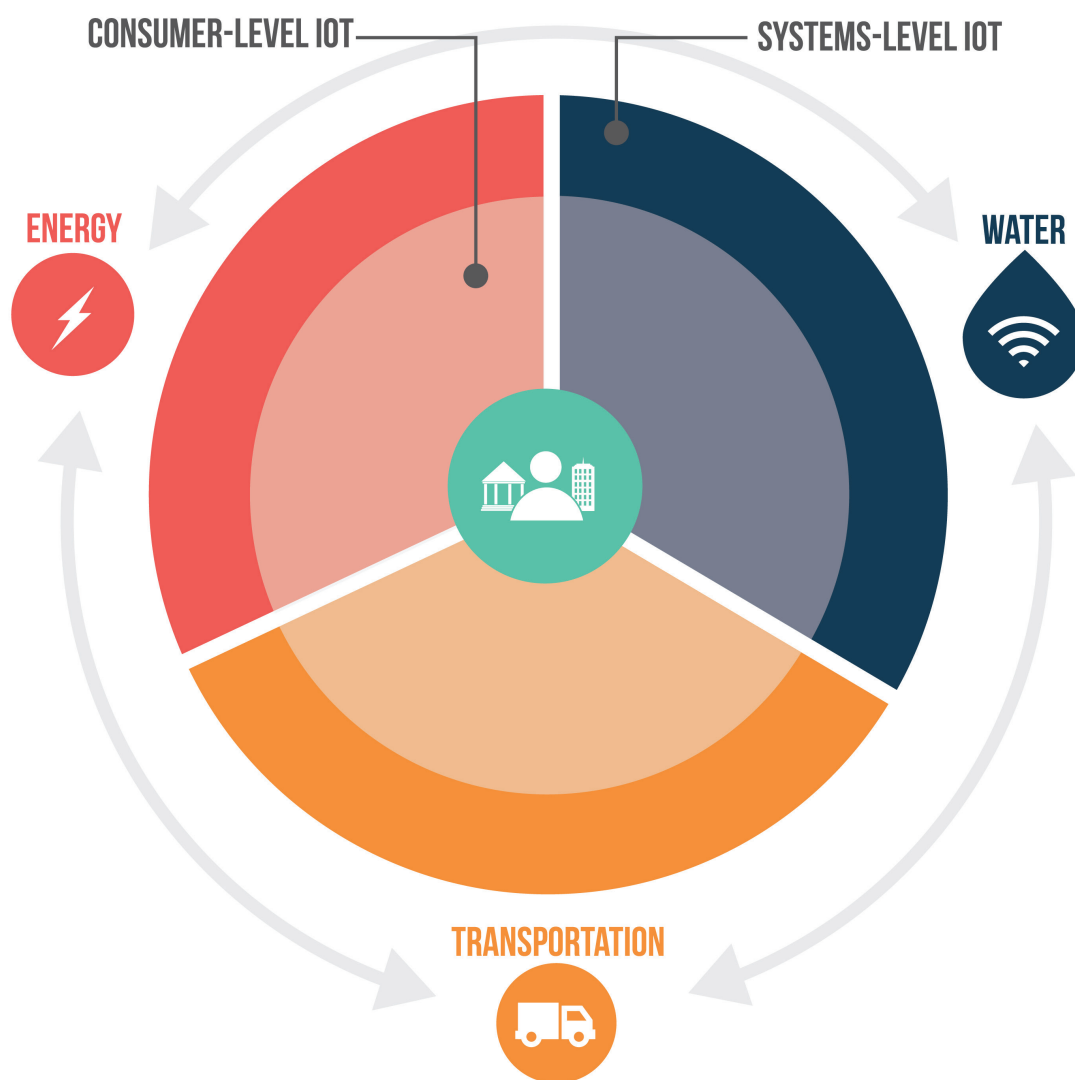 CONSUMER-LEVEL IOT
SYSTEMS-LEVEL IOT
ENERGY
WATER
TRANSPORTATION